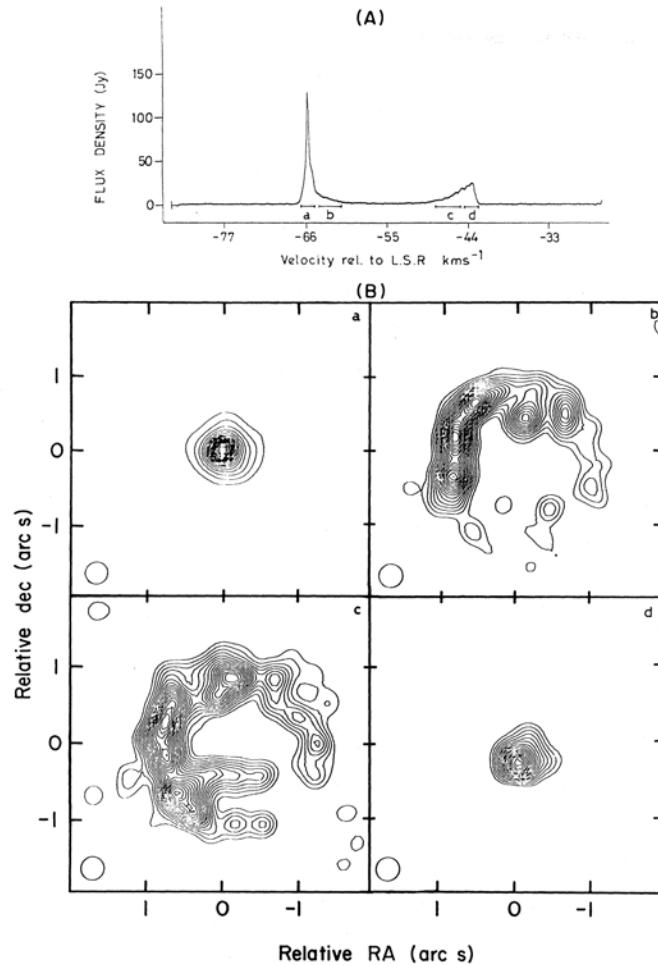 (A)
FLUX DENSITY (Jy)
150
100
50
0
a b c d
-77 -66 -55 -44 -33
Velocity rel. to L.S.R kms⁻¹
(B)
a b
Relative dec (arc s)
1
0
-1
c d
1
0
-1
1 0 -1 1 0 -1
Relative RA (arc s)